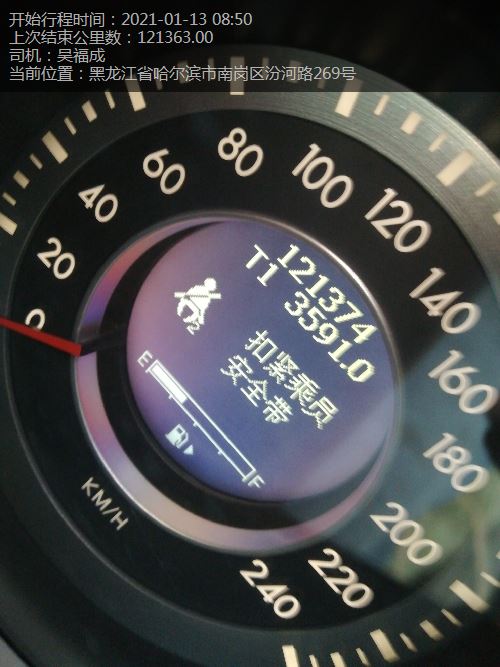 开始行程时间：2021-01-13 08:50
上次结束公里数：121363.00
司机：吴福成
当前位置：黑龙江省哈尔滨市南岗区汾河路269号
0
20
40
60
80
100
120
140
160
180
200
220
240
KM/H
121374
T1 3591.0
2
扣紧乘员
安全带
E
F